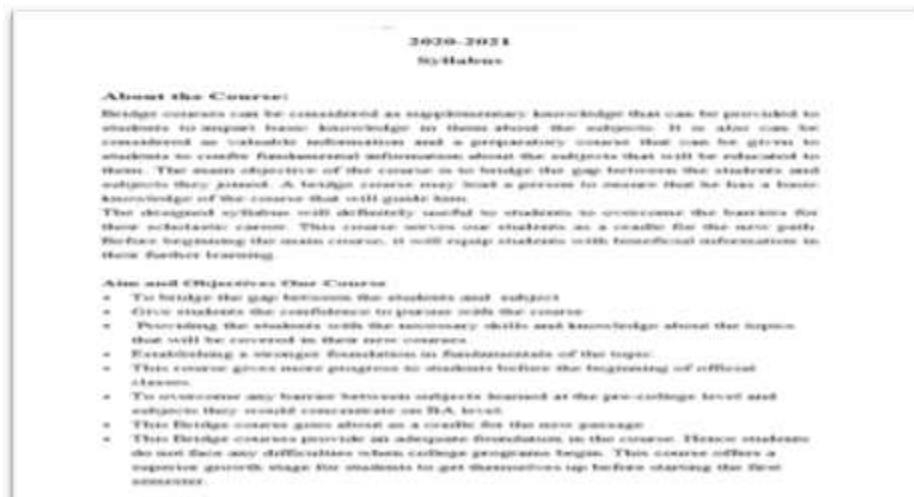 2020-2021
Syllabus
About the Course:
Bridge courses can be considered as supplementary knowledge that can be provided to
students to impart basic knowledge in them about the subjects. It is also can be
considered as valuable information and a preparatory course that can be given to
students to confer fundamental information about the subjects that will be educated to
them. The main objective of the course is to bridge the gap between the students and
subjects they joined. A bridge course may lead a person to ensure that he has a basic
knowledge of the course that will guide him.
The designed syllabus will definitely useful to students to overcome the barriers for
their scholastic career. This course serves our students as a cradle for the new path.
Before beginning the main course, it will equip students with beneficial information in
their further learning.
Aim and Objectives Our Course
• To bridge the gap between the students and subject
• Give students the confidence to pursue with the course
• Providing the students with the necessary skills and knowledge about the topics
that will be covered in their new courses
• Establishing a stronger foundation in fundamentals of the topic.
• This course gives more progress to students before the beginning of official
classes.
• To overcome any barrier between subjects learned at the pre-college level and
subjects they would concentrate on BA level.
• This Bridge course goes about as a cradle for the new passage
• This Bridge courses provide an adequate foundation in the course. Hence students
do not face any difficulties when college programs begin. This course offers a
superior growth stage for students to get themselves up before starting the first
semester.